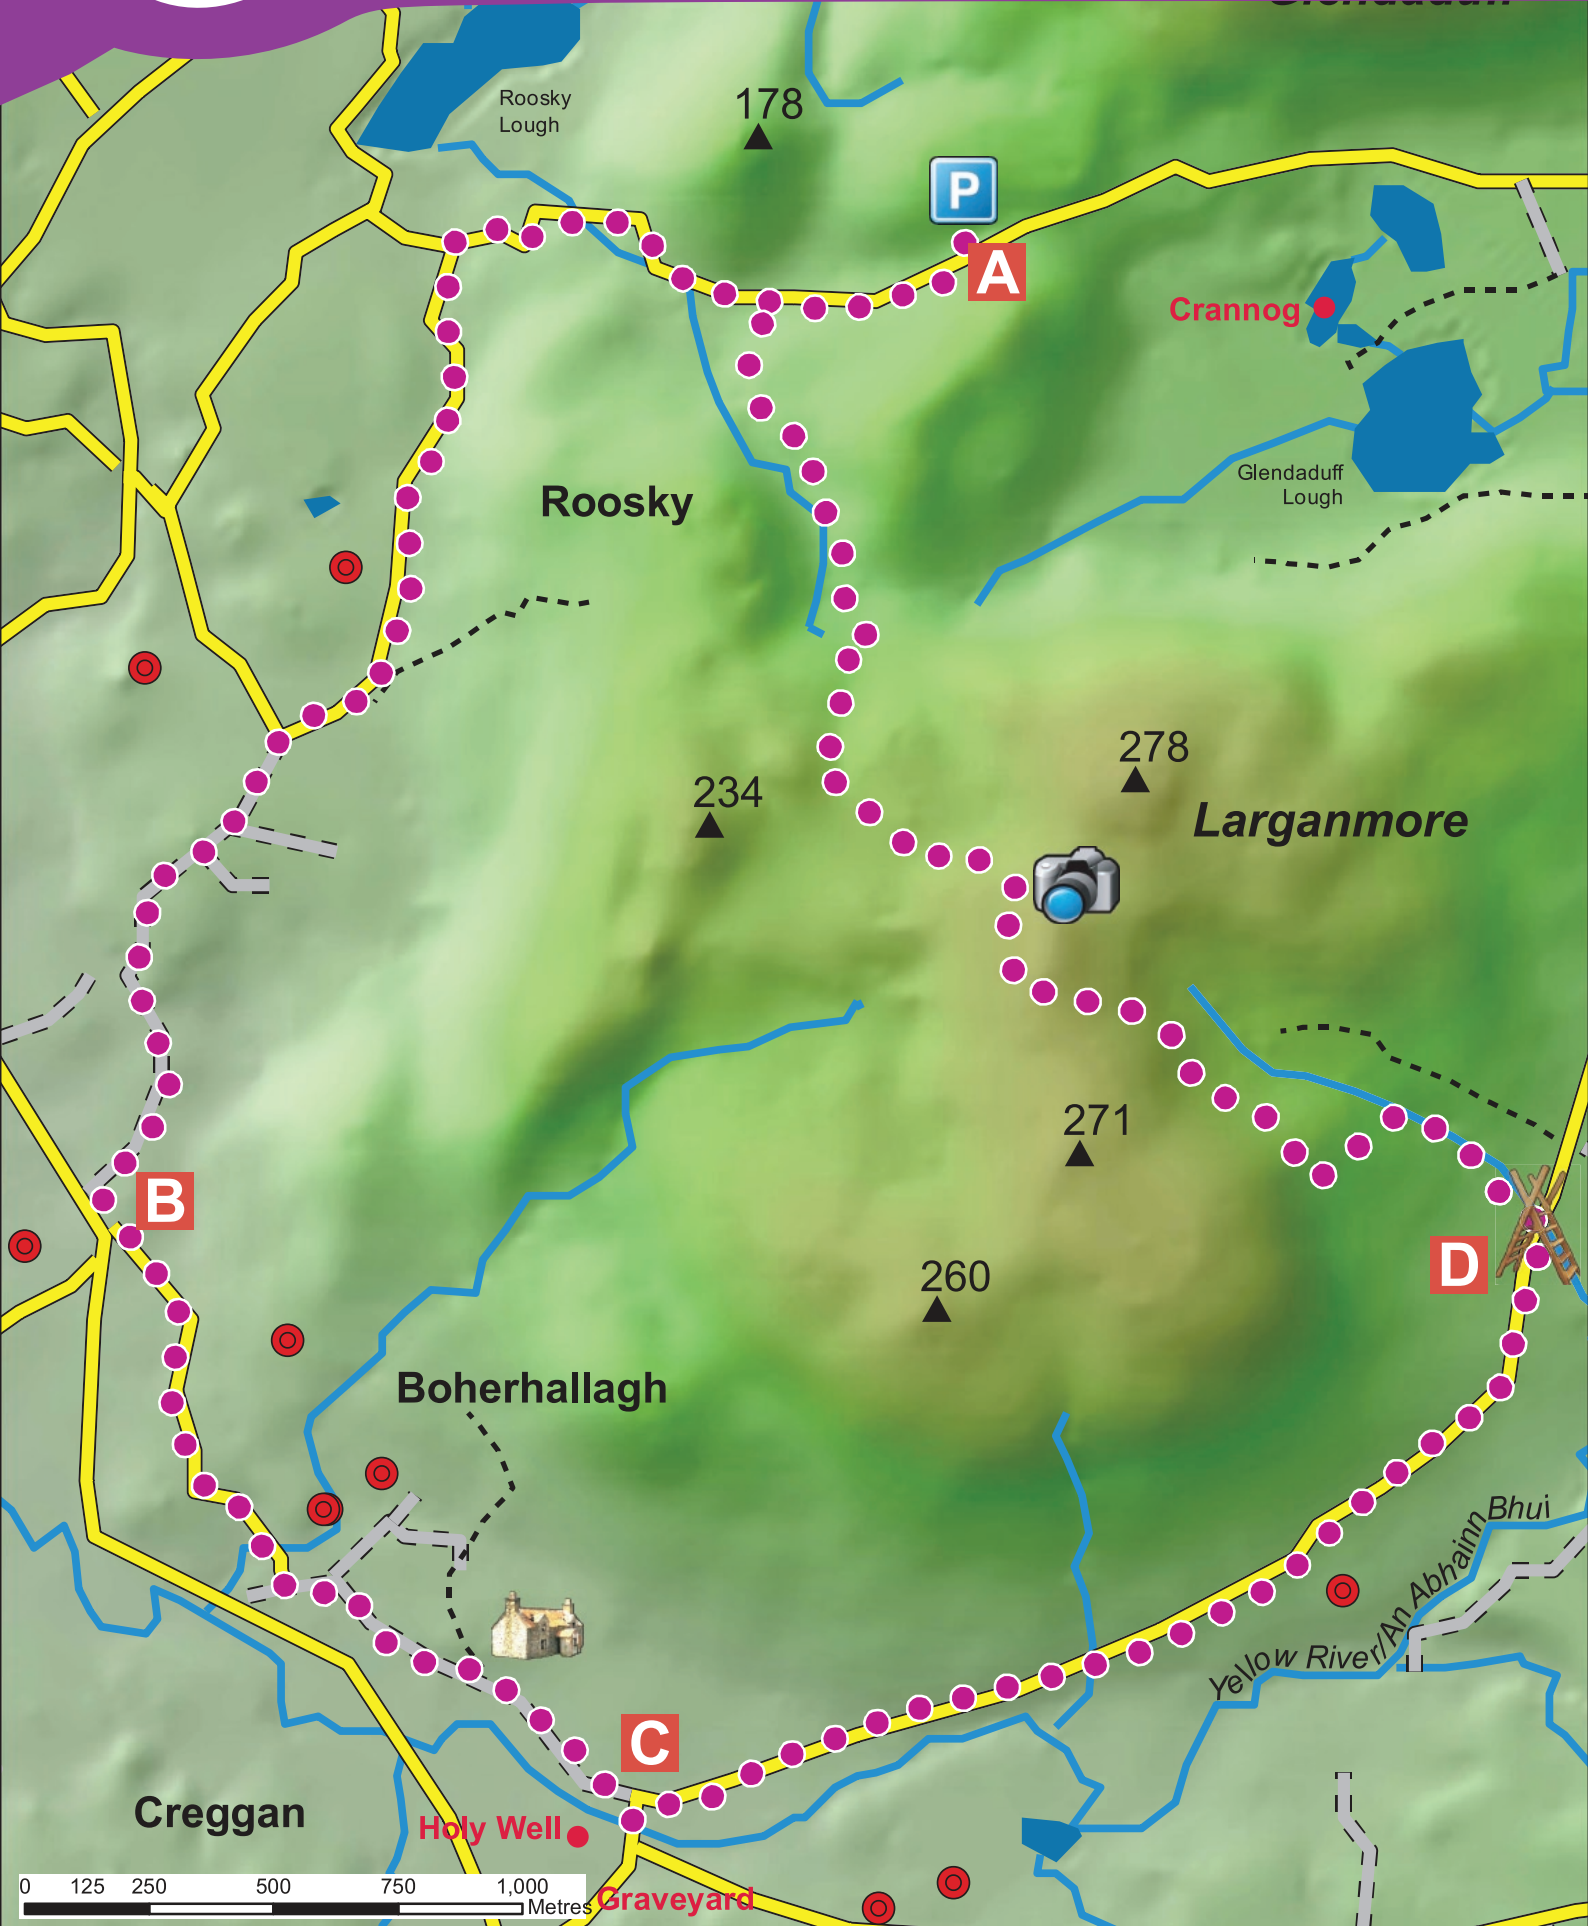 Roosky
Lough
178
P
A
Crannog
Glendaduff
Lough
Roosky
278
234
Larganmore
271
B
D
260
Boherhallagh
Yellow River/An Abhainn Bhui
C
Creggan
Holy Well
Graveyard
0 125 250 500 750 1,000
Metres